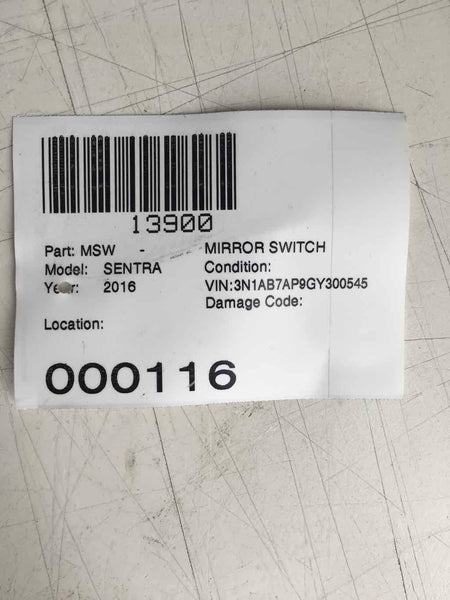 13900
Part: MSW - MIRROR SWITCH
Model: SENTRA Condition:
Year: 2016 VIN:3N1AB7AP9GY300545
Damage Code:
Location:
000116